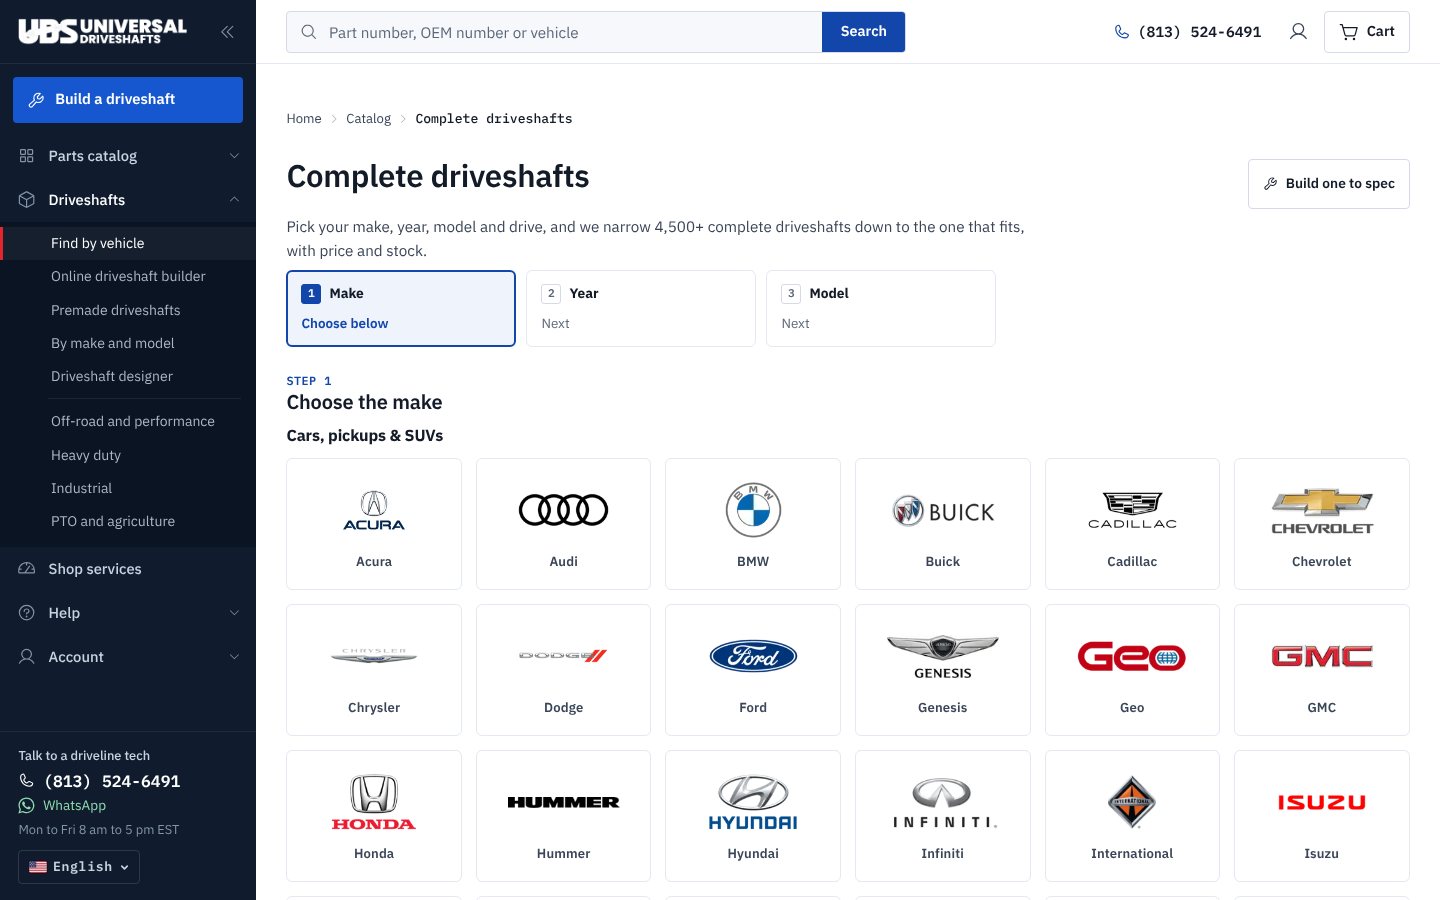 UDS UNIVERSAL
DRIVESHAFTS
Part number, OEM number or vehicle
Search
(813) 524-6491
Cart
Build a driveshaft
Parts catalog
Driveshafts
Find by vehicle
Online driveshaft builder
Premade driveshafts
By make and model
Driveshaft designer
Off-road and performance
Heavy duty
Industrial
PTO and agriculture
Shop services
Help
Account
Talk to a driveline tech
(813) 524-6491
WhatsApp
Mon to Fri 8 am to 5 pm EST
English
Home
Catalog
Complete driveshafts
Complete driveshafts
Build one to spec
Pick your make, year, model and drive, and we narrow 4,500+ complete driveshafts down to the one that fits,
with price and stock.
1 Make
Choose below
2 Year
Next
3 Model
Next
STEP 1
Choose the make
Cars, pickups & SUVs
ACURA
Acura
Audi
BMW
BMW
BUICK
Buick
CADILLAC
Cadillac
CHEVROLET
Chevrolet
CHRYSLER
Chrysler
DODGE
Dodge
Ford
Ford
GENESIS
Genesis
Geo
Geo
GMC
GMC
HONDA
Honda
HUMMER
Hummer
HYUNDAI
Hyundai
INFINITI
Infiniti
INTERNATIONAL
International
ISUZU
Isuzu